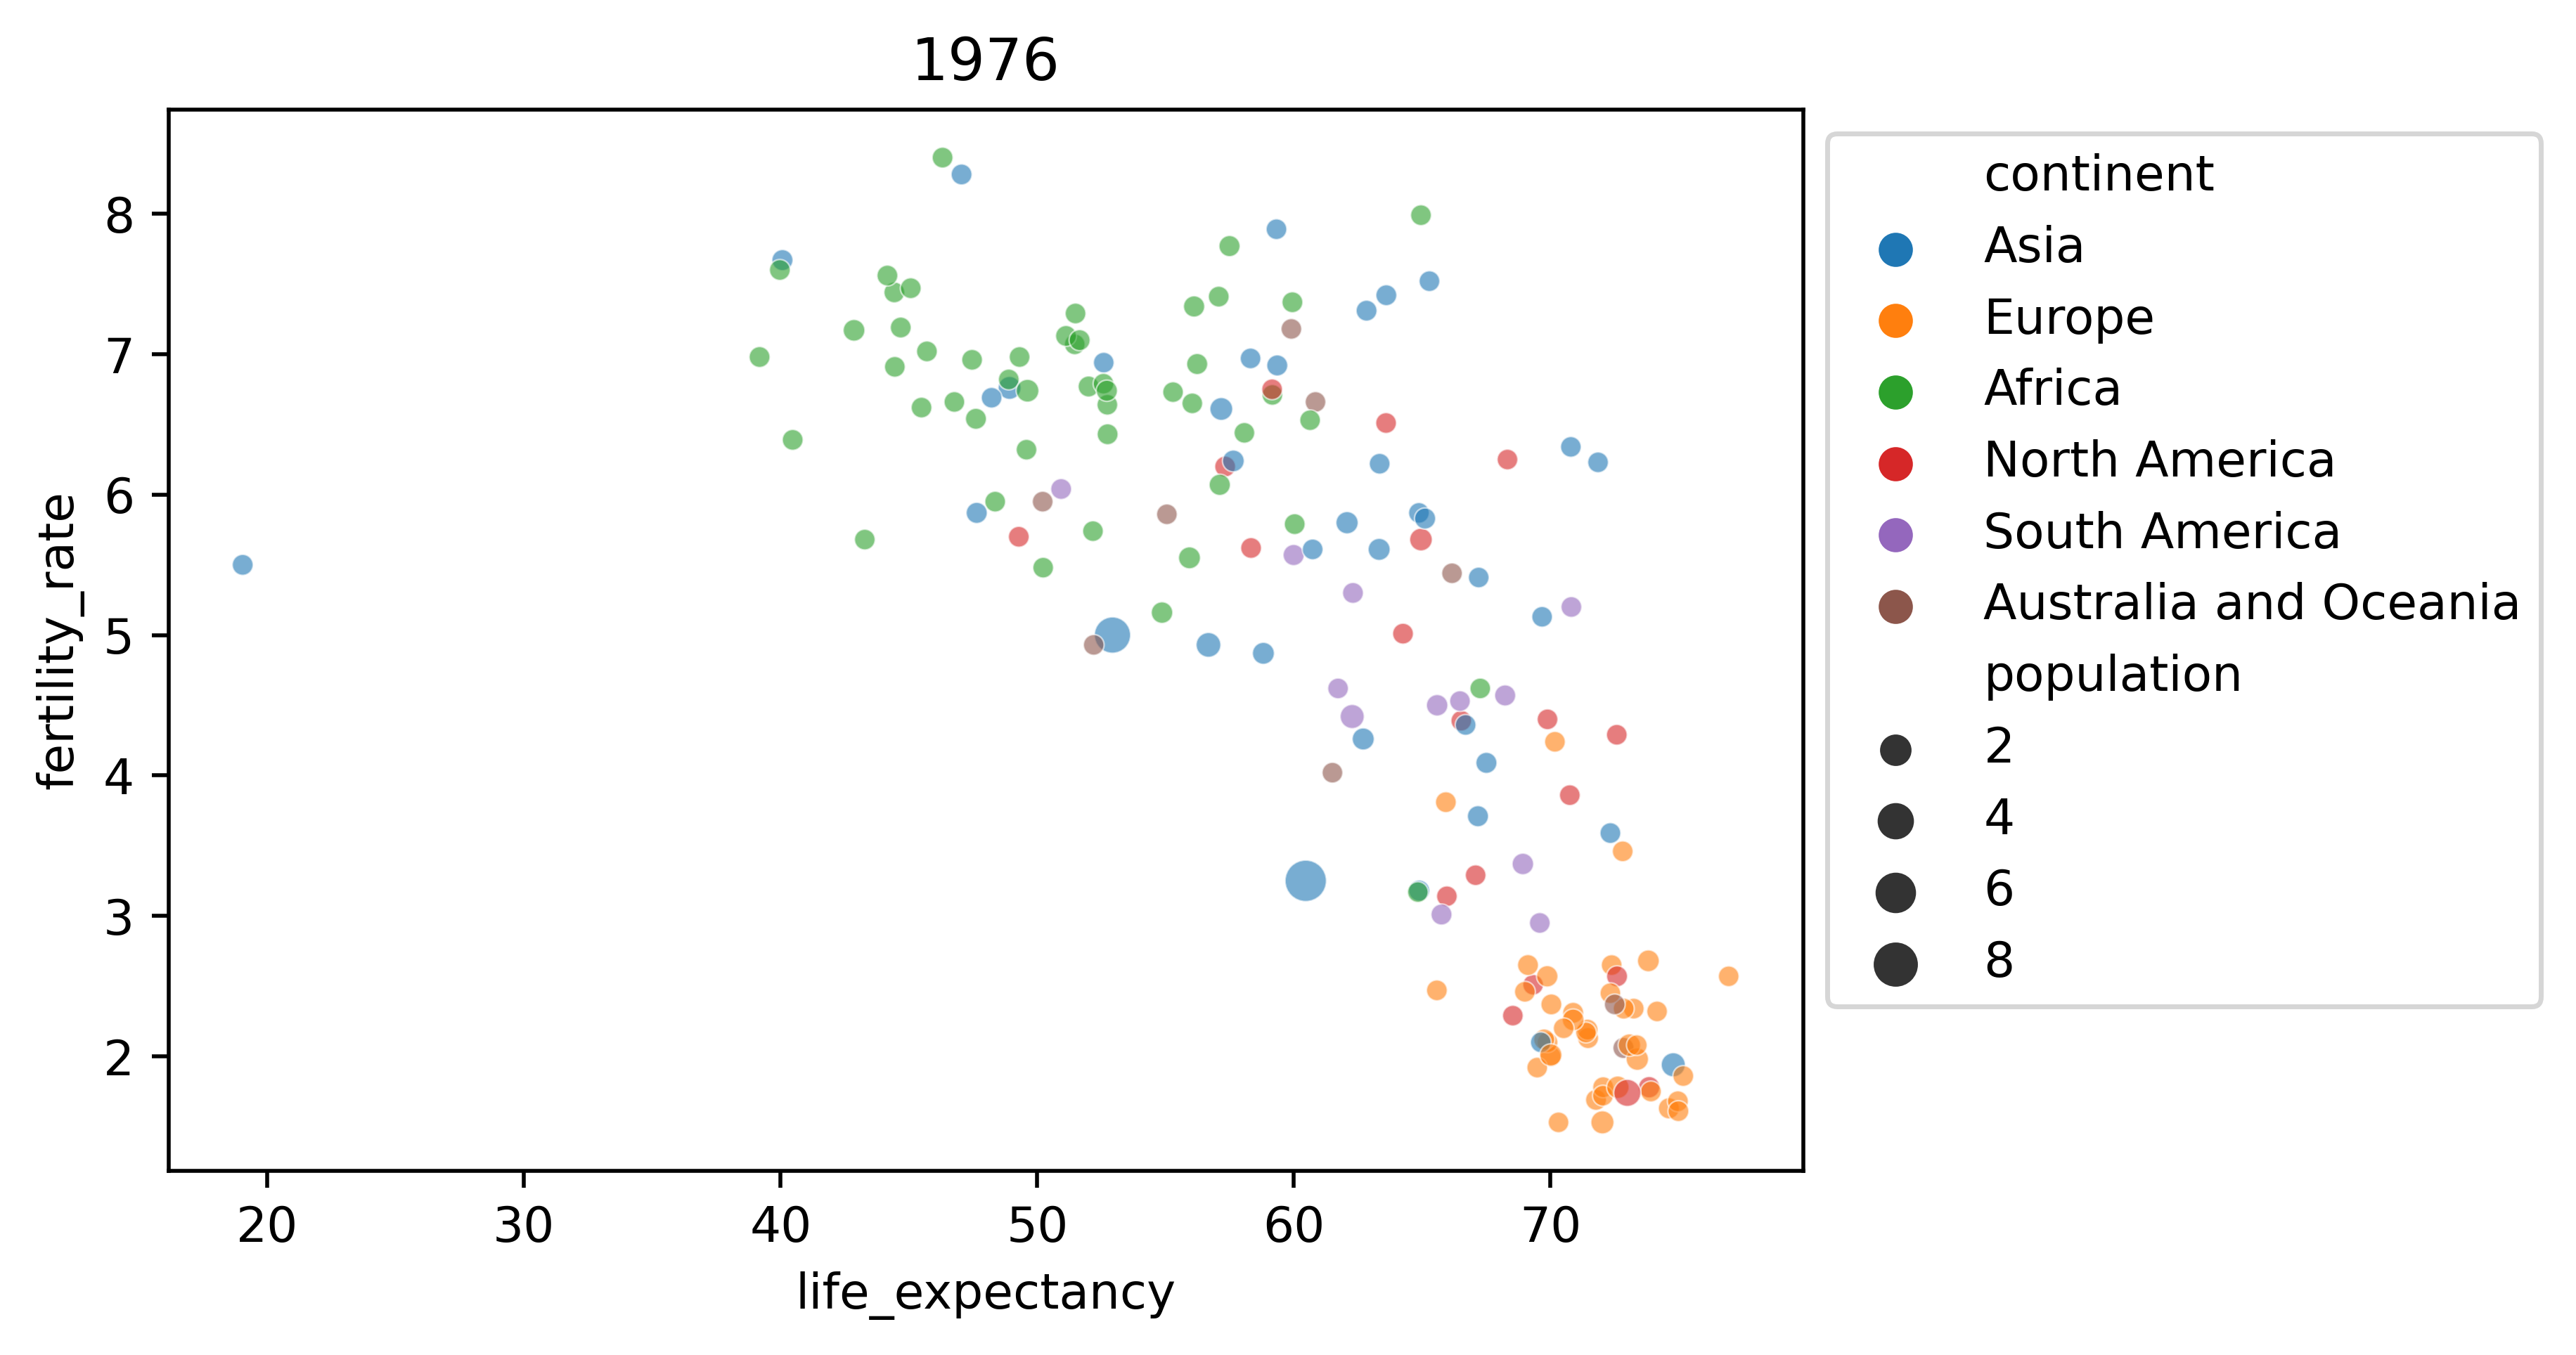 1976
fertility_rate
8
7
6
5
4
3
2
20 30 40 50 60 70
life_expectancy
continent
Asia
Europe
Africa
North America
South America
Australia and Oceania
population
2
4
6
8